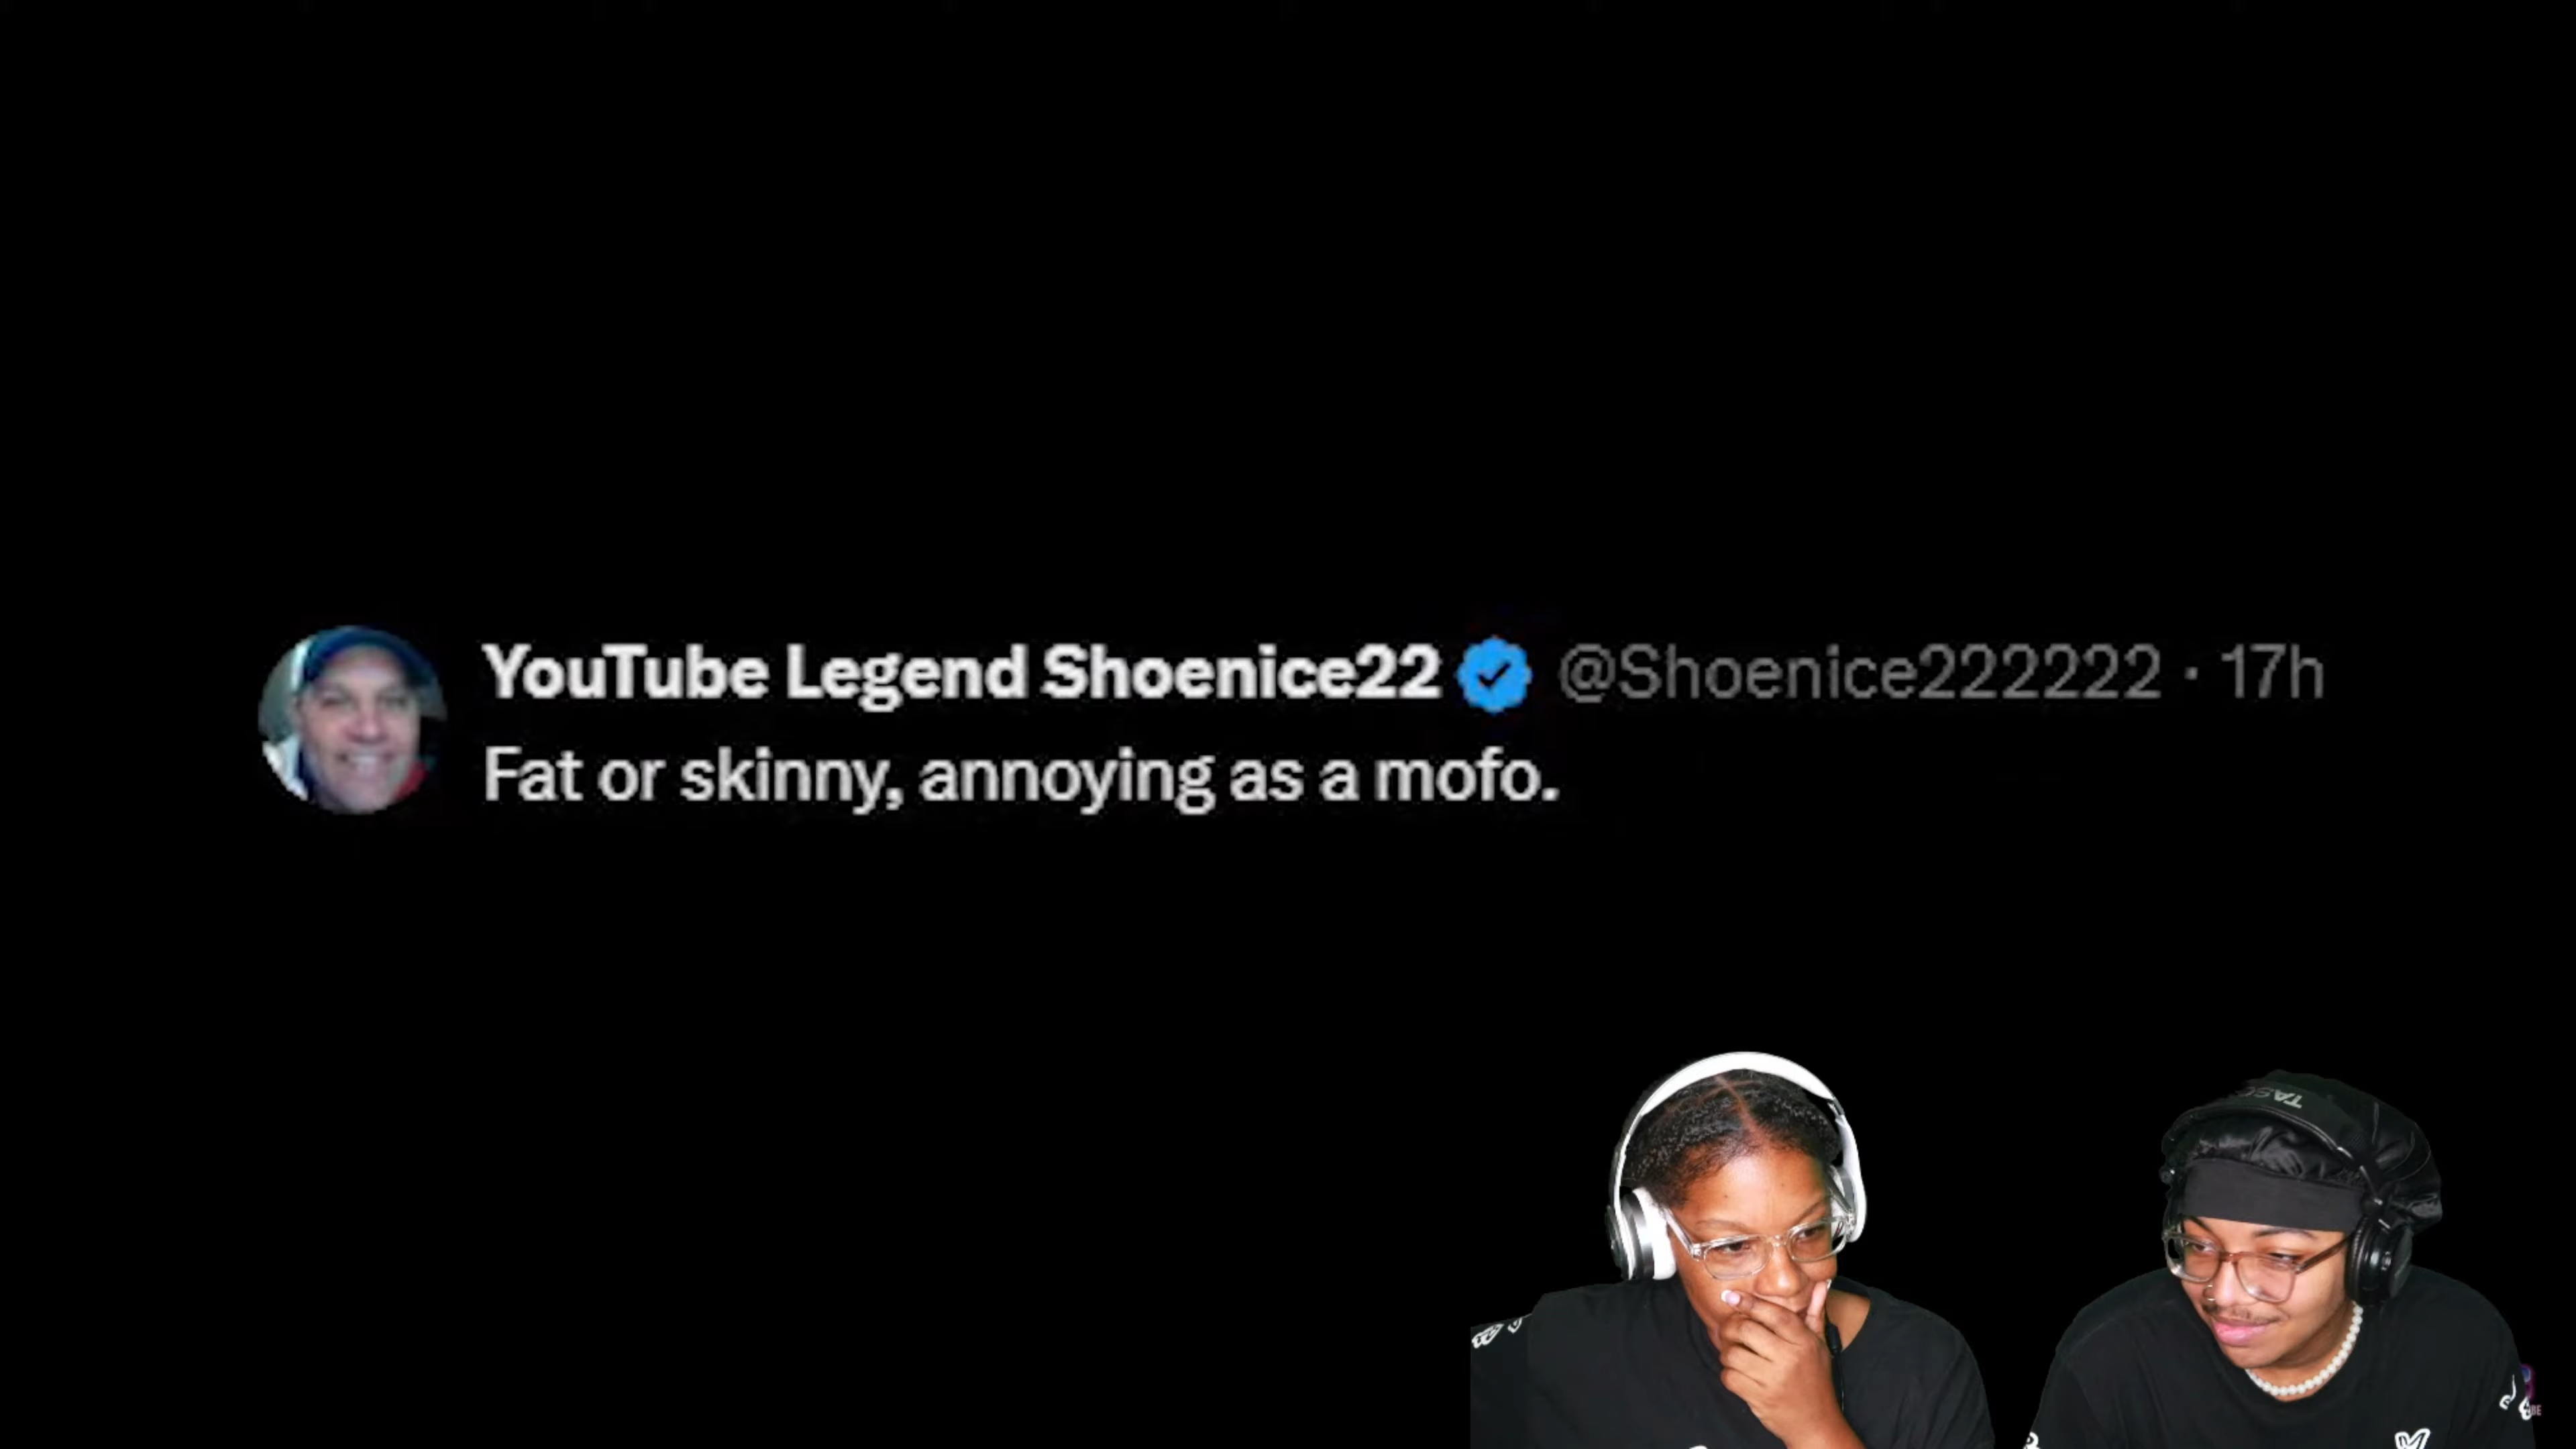 YouTube Legend Shoenice22 @Shoenice222222 · 17h
Fat or skinny, annoying as a mofo.